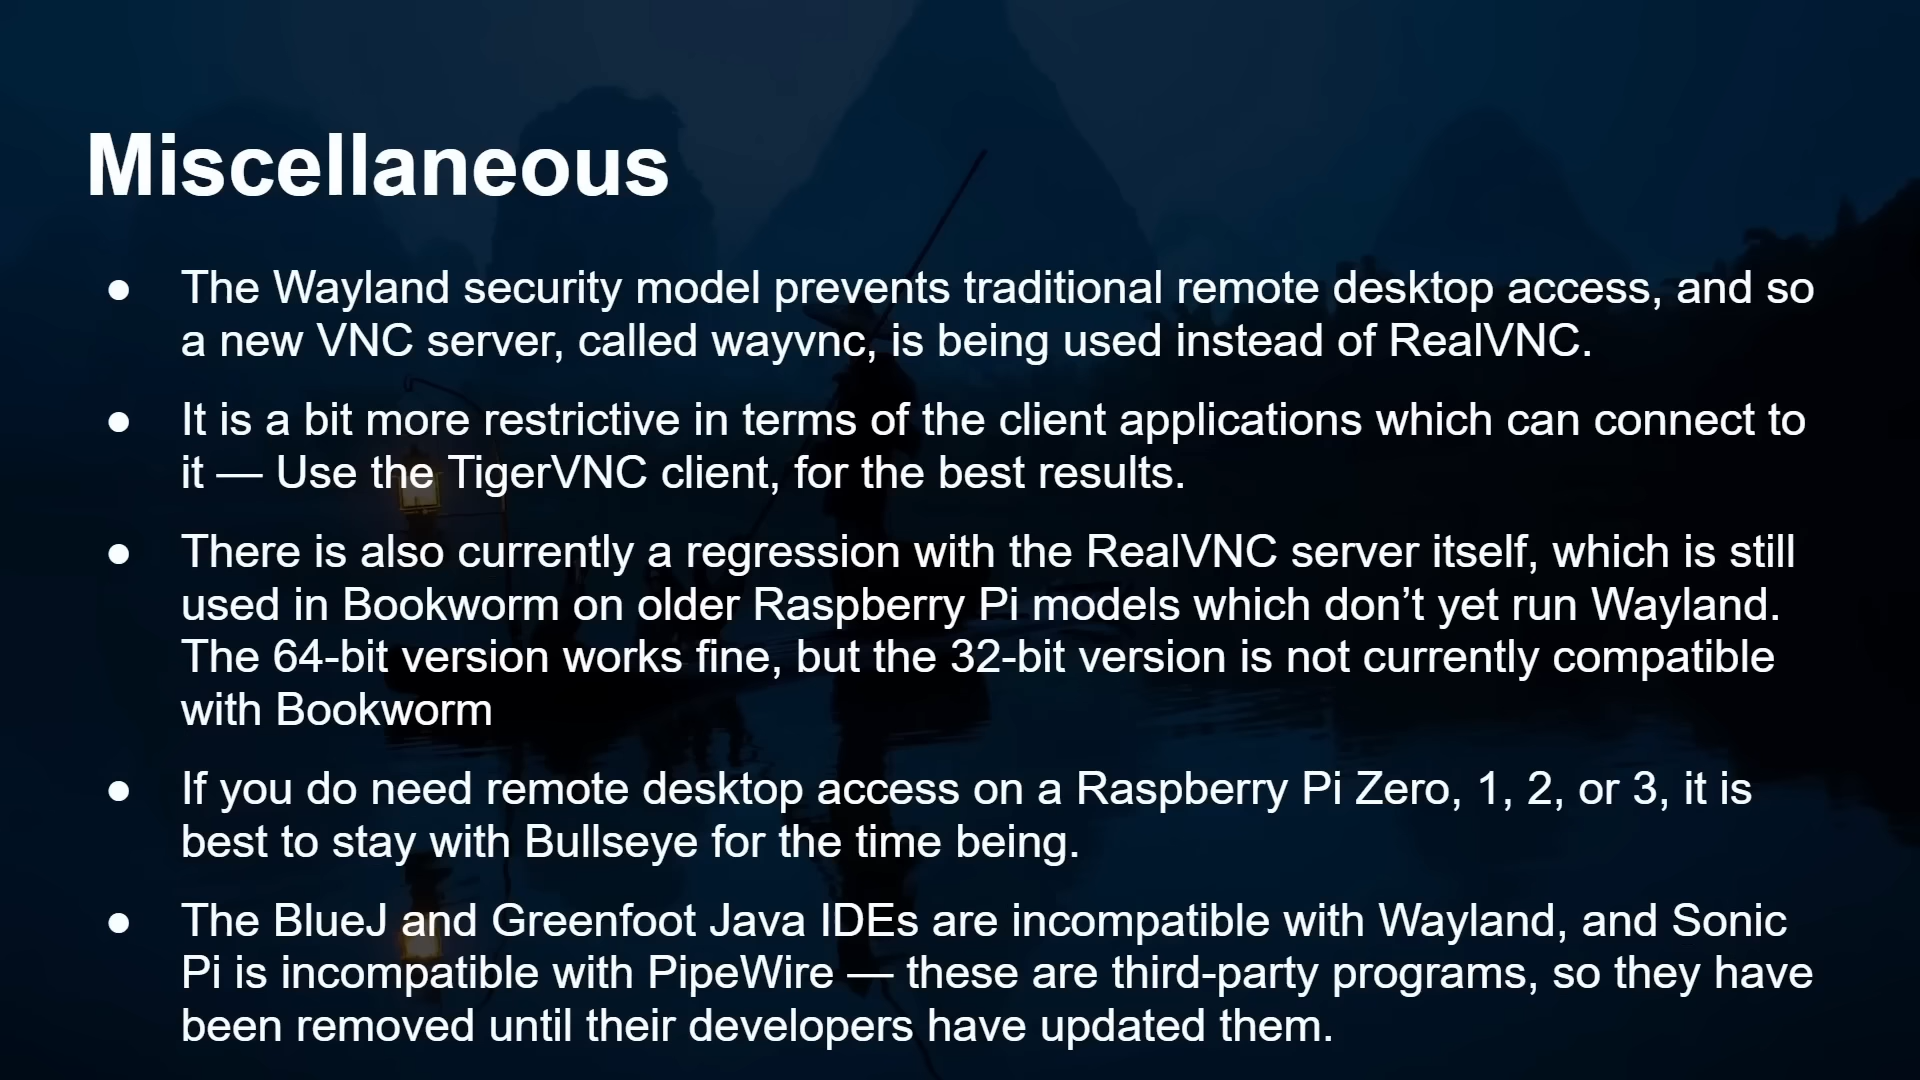 Miscellaneous
● The Wayland security model prevents traditional remote desktop access, and so
a new VNC server, called wayvnc, is being used instead of RealVNC.
● It is a bit more restrictive in terms of the client applications which can connect to
it — Use the TigerVNC client, for the best results.
● There is also currently a regression with the RealVNC server itself, which is still
used in Bookworm on older Raspberry Pi models which don’t yet run Wayland.
The 64-bit version works fine, but the 32-bit version is not currently compatible
with Bookworm
● If you do need remote desktop access on a Raspberry Pi Zero, 1, 2, or 3, it is
best to stay with Bullseye for the time being.
● The BlueJ and Greenfoot Java IDEs are incompatible with Wayland, and Sonic
Pi is incompatible with PipeWire — these are third-party programs, so they have
been removed until their developers have updated them.